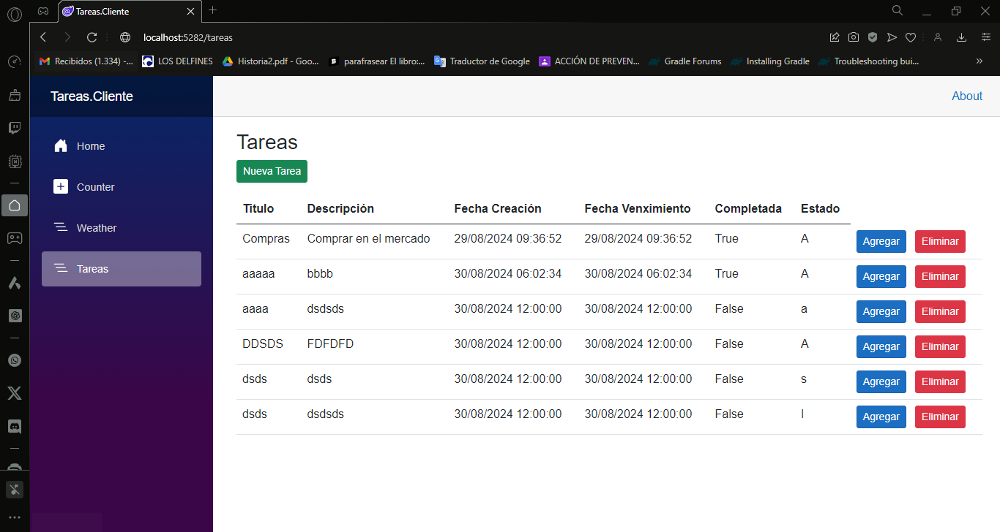 Tareas.Cliente
localhost:5282/tareas
Recibidos (1.334) -... LOS DELFINES Historia2.pdf - Goo... parafrasear El libro:... Traductor de Google ACCIÓN DE PREVEN... Gradle Forums Installing Gradle Troubleshooting bui...
Tareas.Cliente
About
Home
Counter
Weather
Tareas
Tareas
Nueva Tarea
Titulo Descripción Fecha Creación Fecha Venximiento Completada Estado
Compras Comprar en el mercado 29/08/2024 09:36:52 29/08/2024 09:36:52 True A Agregar Eliminar
aaaaa bbbb 30/08/2024 06:02:34 30/08/2024 06:02:34 True A Agregar Eliminar
aaaa dsdsds 30/08/2024 12:00:00 30/08/2024 12:00:00 False a Agregar Eliminar
DDSDS FDFDFD 30/08/2024 12:00:00 30/08/2024 12:00:00 False A Agregar Eliminar
dsds dsds 30/08/2024 12:00:00 30/08/2024 12:00:00 False s Agregar Eliminar
dsds dsdsds 30/08/2024 12:00:00 30/08/2024 12:00:00 False I Agregar Eliminar